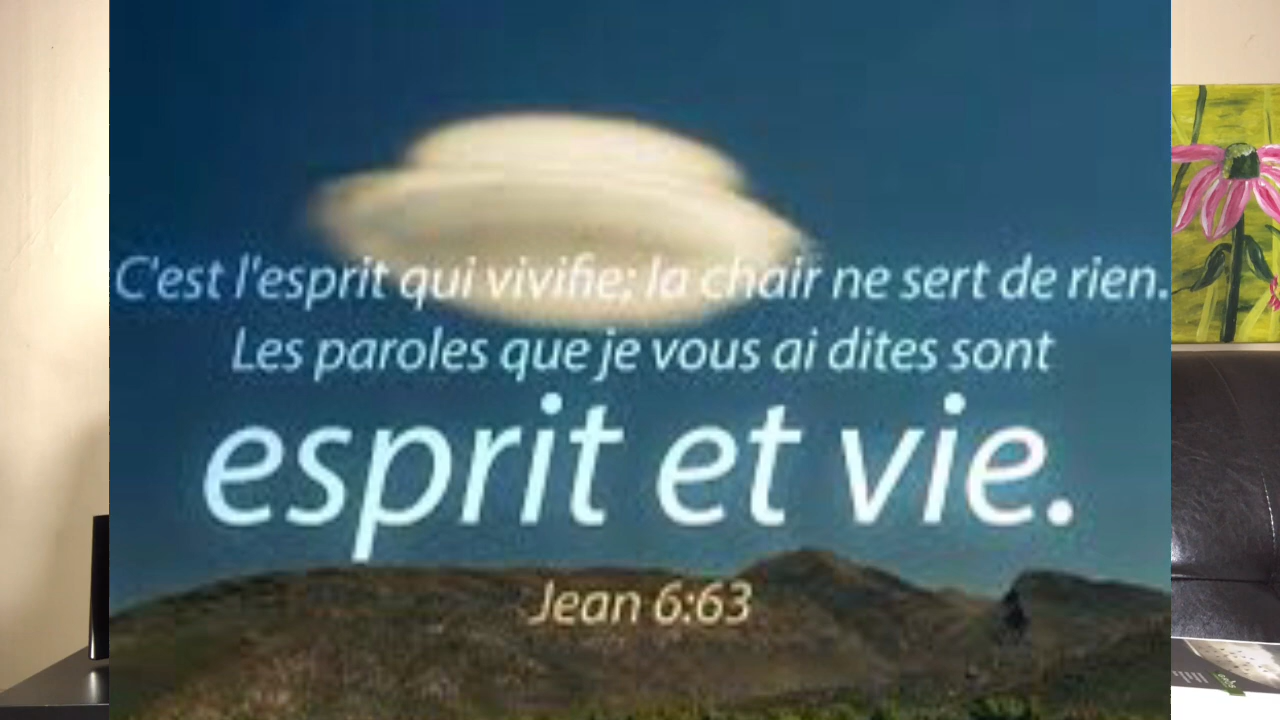 C'est l'esprit qui vivifie; la chair ne sert de rien.
Les paroles que je vous ai dites sont
esprit et vie.
Jean 6:63